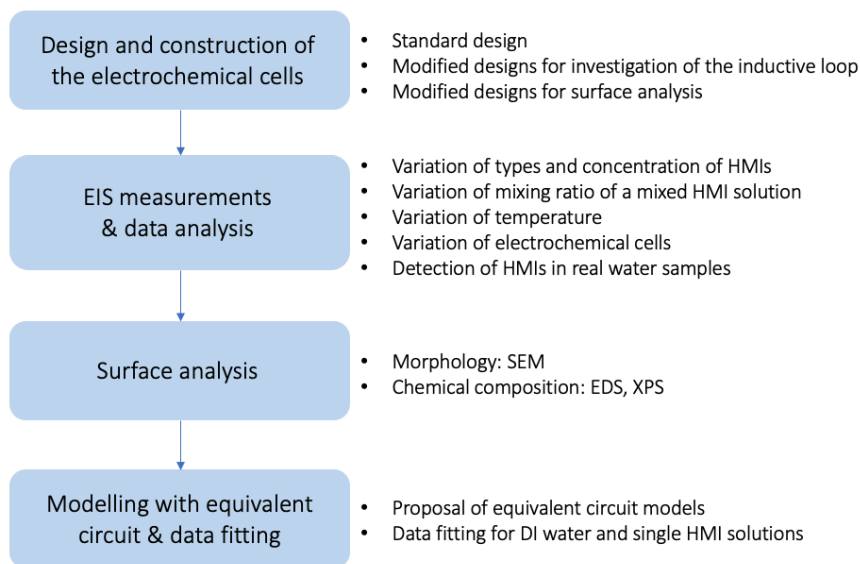 Design and construction of
the electrochemical cells
• Standard design
• Modified designs for investigation of the inductive loop
• Modified designs for surface analysis
EIS measurements
& data analysis
• Variation of types and concentration of HMIs
• Variation of mixing ratio of a mixed HMI solution
• Variation of temperature
• Variation of electrochemical cells
• Detection of HMIs in real water samples
Surface analysis
• Morphology: SEM
• Chemical composition: EDS, XPS
Modelling with equivalent
circuit & data fitting
• Proposal of equivalent circuit models
• Data fitting for DI water and single HMI solutions